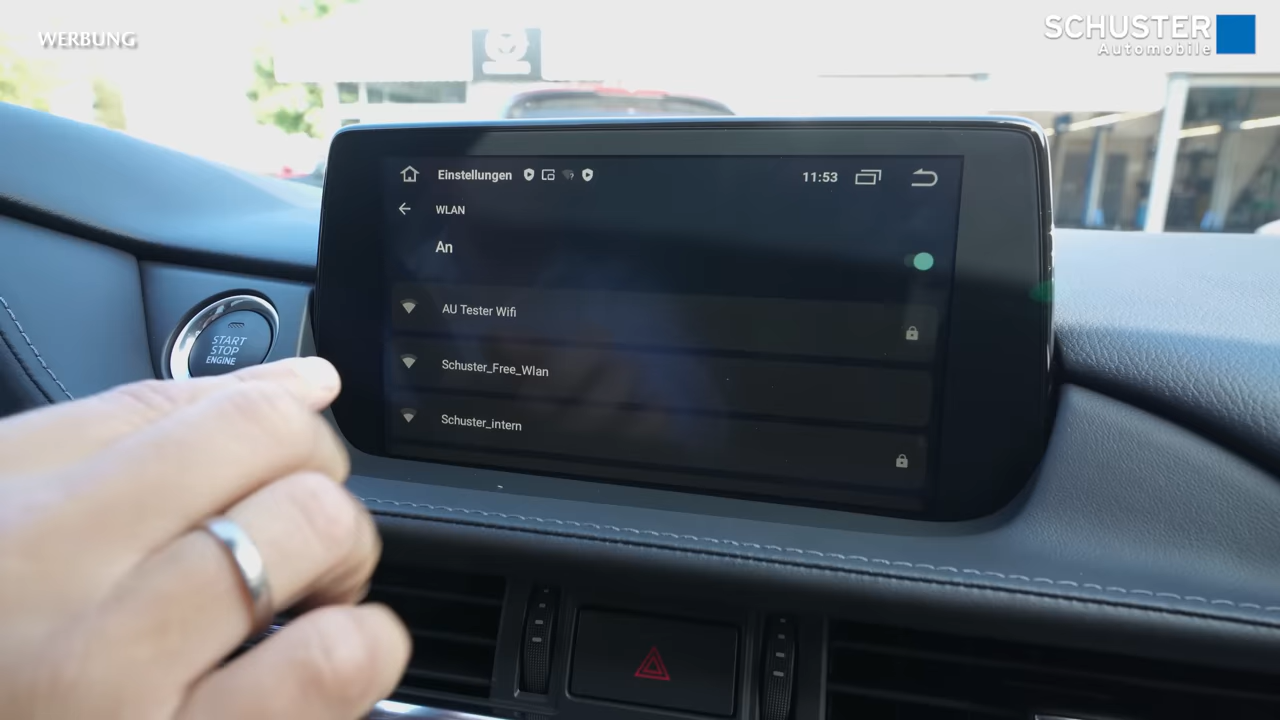 WERBUNG
SCHUSTER
Automobile
Einstellungen
11:53
WLAN
An
AU Tester Wifi
Schuster_Free_Wlan
Schuster_intern
START
STOP
ENGINE